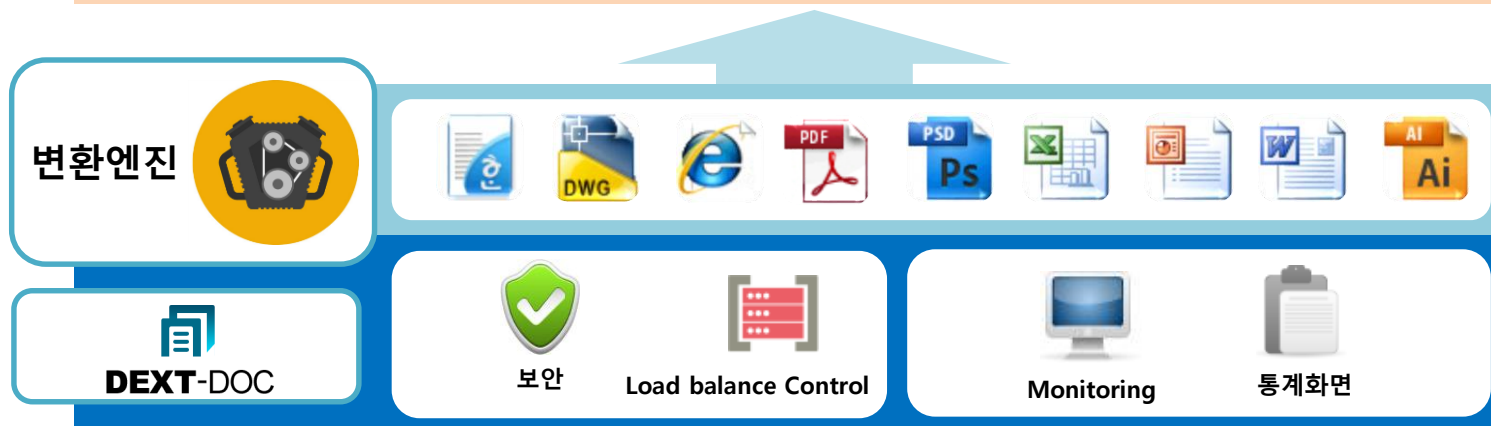 변환엔진
한
DWG
PDF
PSD
Ps
AI
Ai
DEXT-DOC
보안
Load balance Control
Monitoring
통계화면